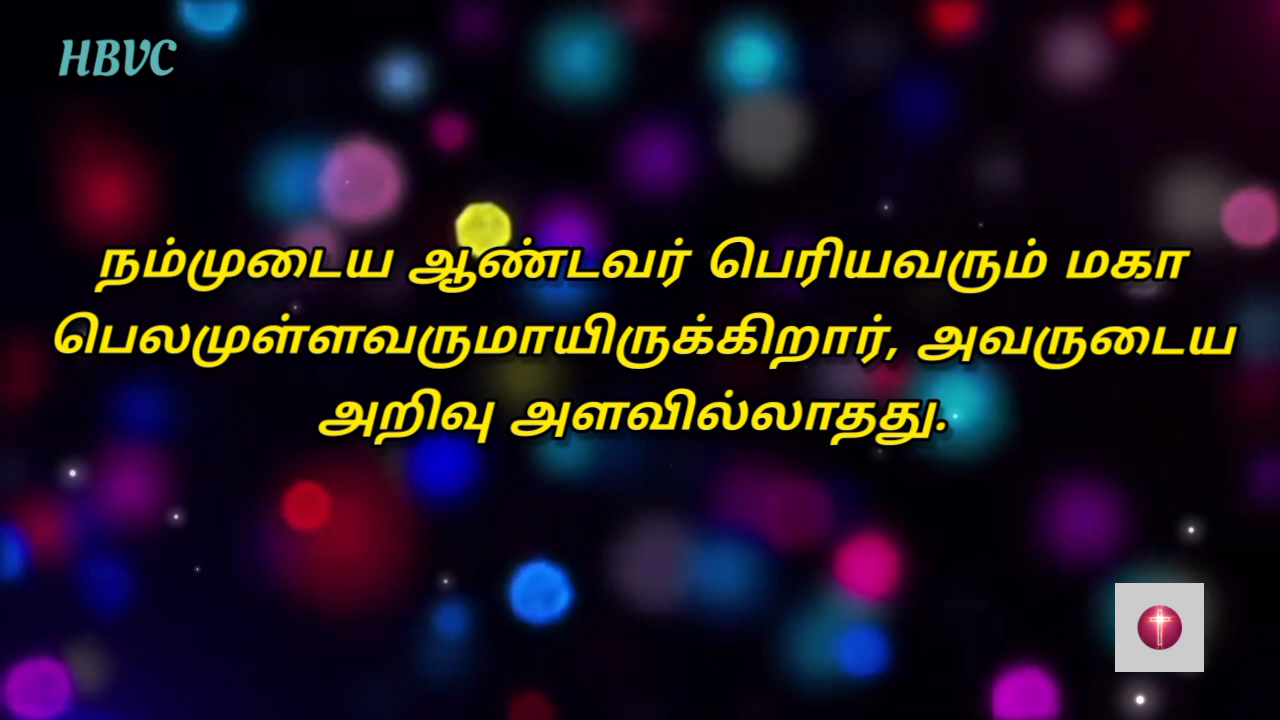 HBVC
நம்முடைய ஆண்டவர் பெரியவரும் மகா
பெலமுள்ளவருமாயிருக்கிறார், அவருடைய
அறிவு அளவில்லாதது.